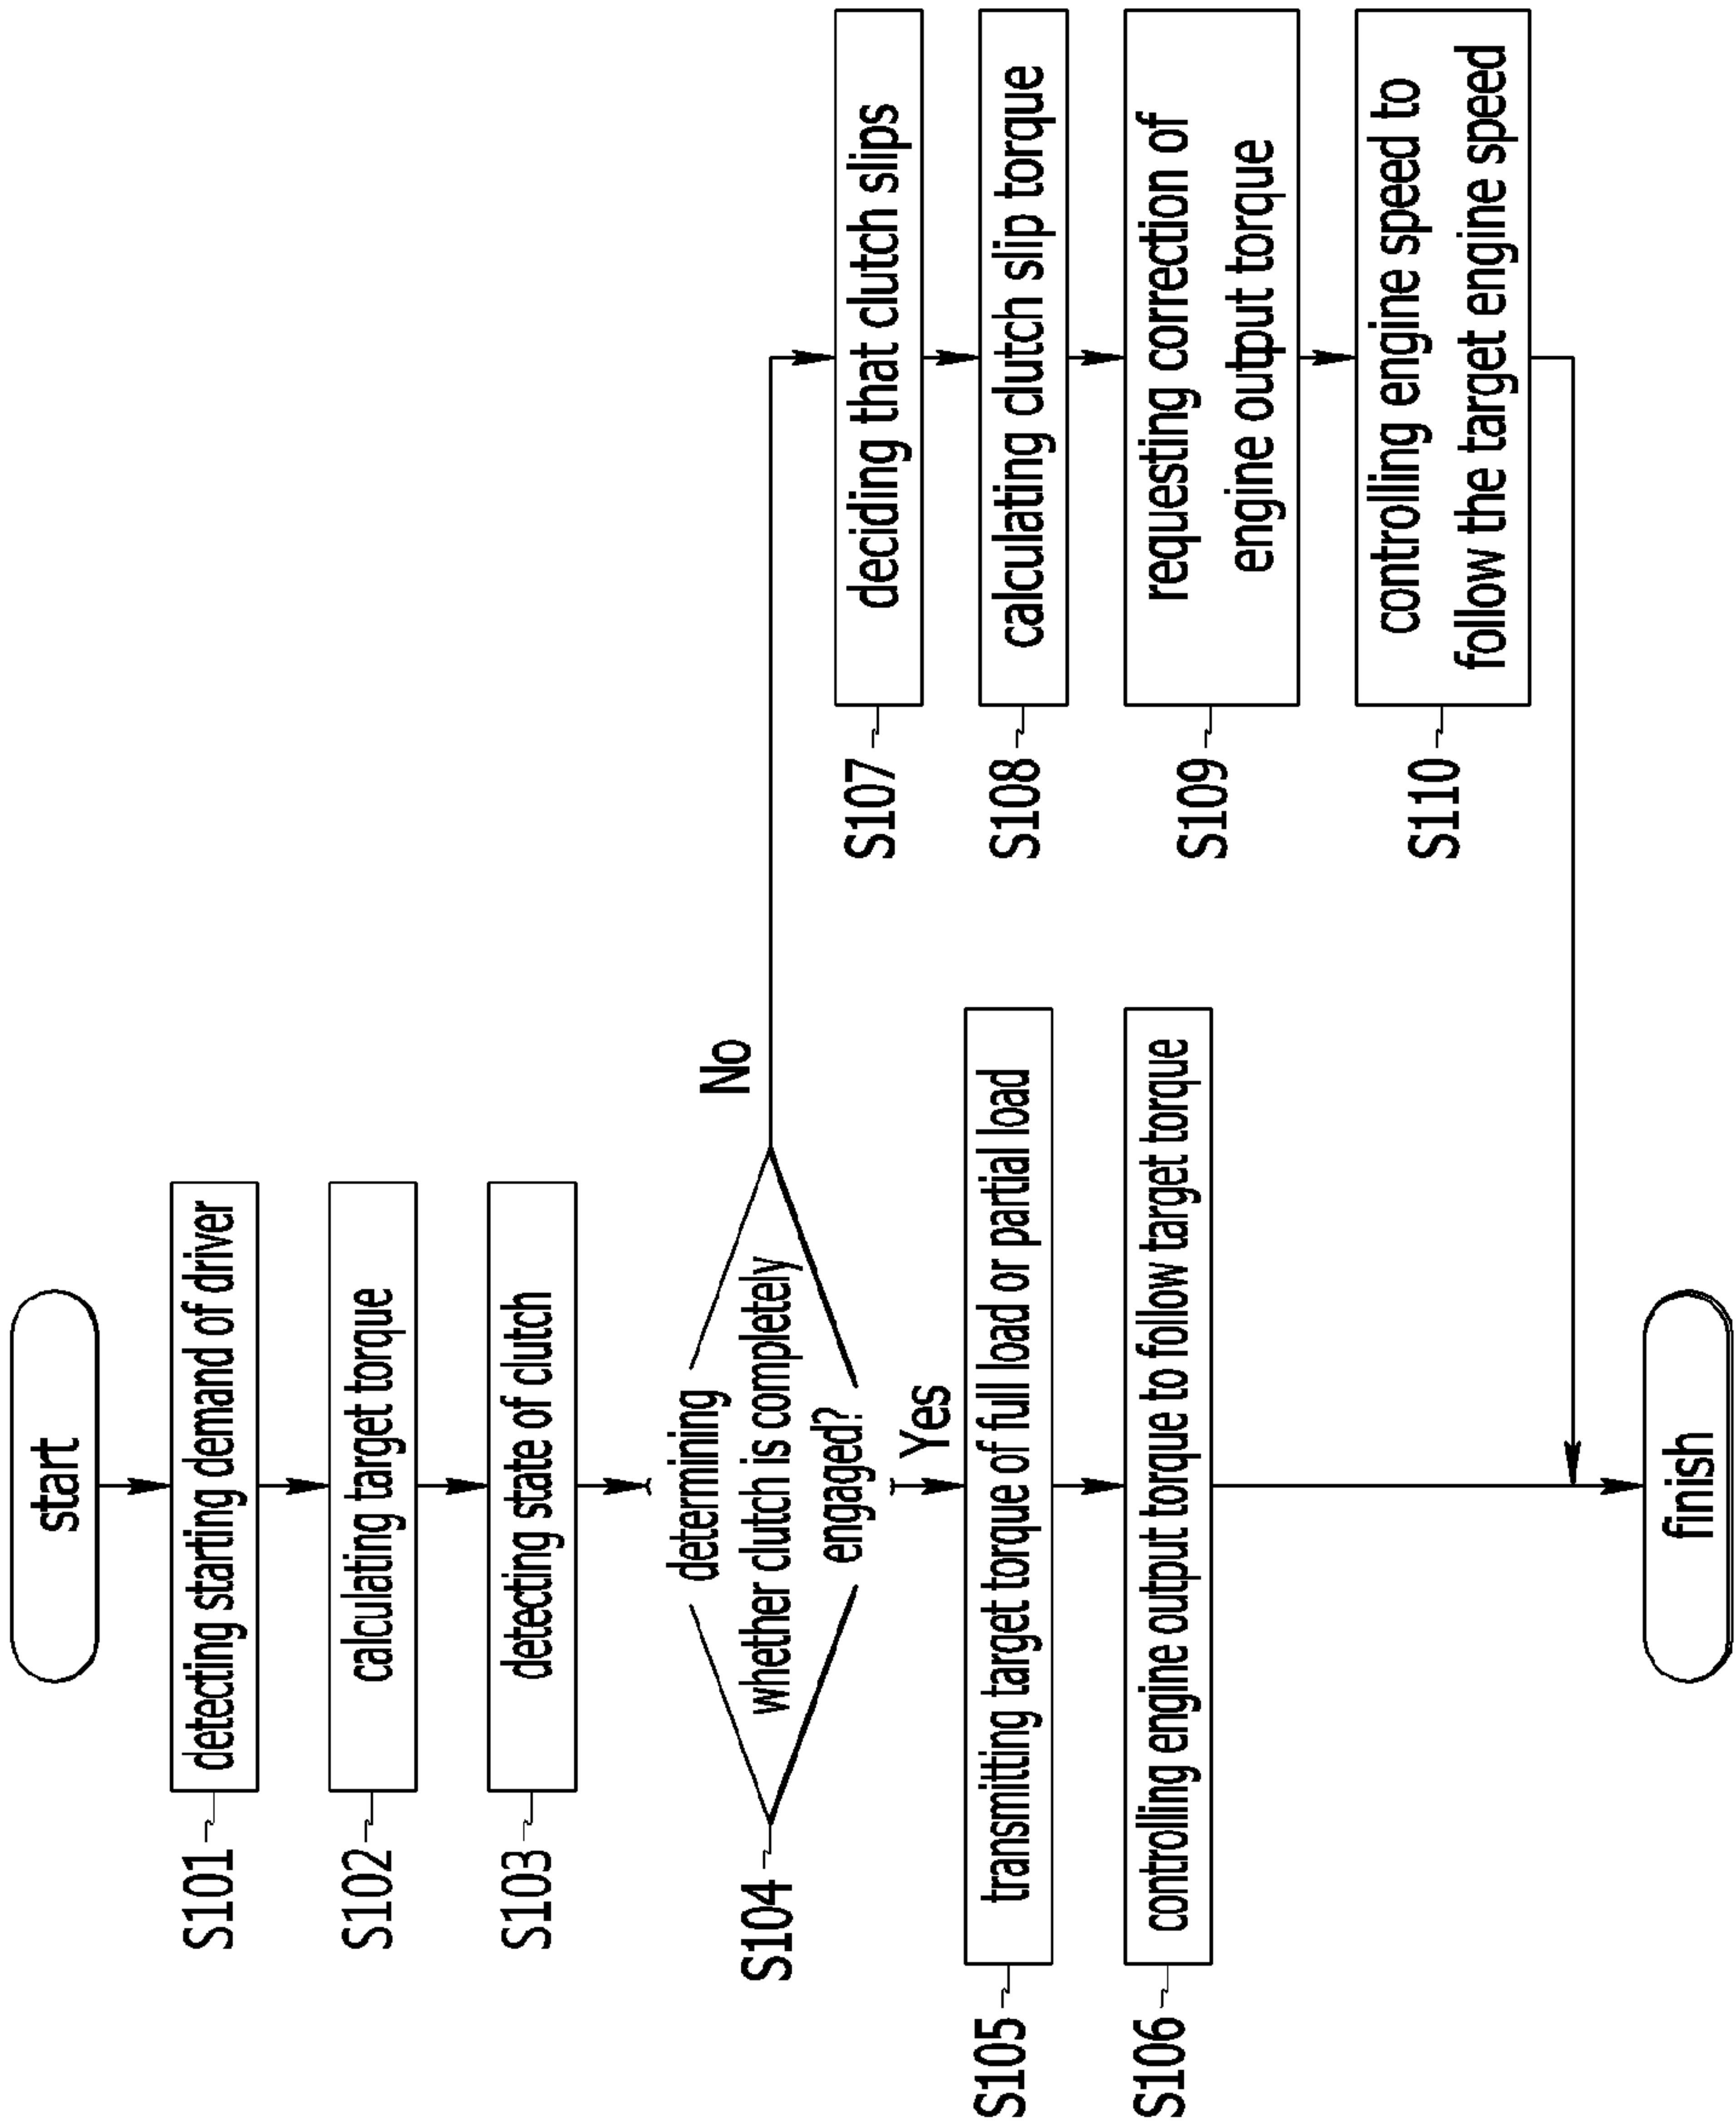 start
S101
detecting starting demand of driver
S102
calculating target torque
S103
detecting state of clutch
S104
determining
whether clutch is completely
engaged?
No
Yes
S105
transmitting target torque of full load or partial load
S106
controlling engine output torque to follow target torque
S107
deciding that clutch slips
S108
calculating clutch slip torque
S109
requesting correction of
engine output torque
S110
controlling engine speed to
follow the target engine speed
finish